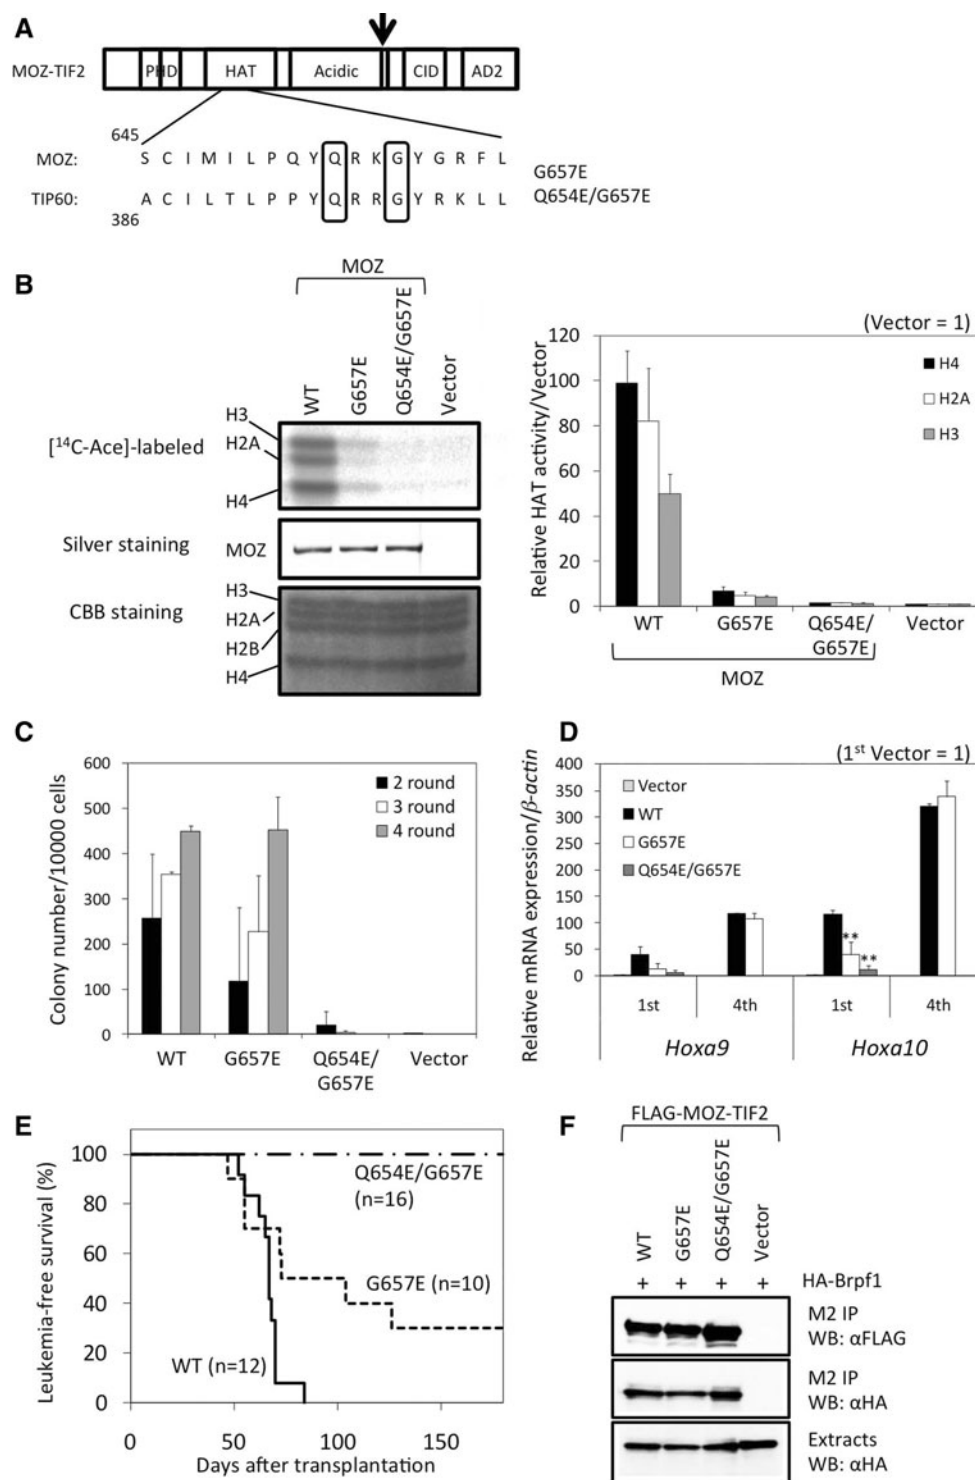 A
MOZ-TIF2
PHD HAT Acidic CID AD2
645
MOZ: S C I M I L P Q Y Q R K G Y G R F L
G657E
TIP60: A C I L T L P P Y Q R R G Y R K L L
Q654E/G657E
386
B
MOZ
WT
G657E
Q654E/G657E
Vector
[14C-Ace]-labeled
H3
H2A
H4
Silver staining
MOZ
CBB staining
H3
H2A
H2B
H4
(Vector = 1)
Relative HAT activity/Vector
120
100
80
60
40
20
0
H4
H2A
H3
WT G657E Q654E/ Vector
G657E
MOZ
C
Colony number/10000 cells
600
500
400
300
200
100
0
2 round
3 round
4 round
WT G657E Q654E/ Vector
G657E
D
(1st Vector = 1)
Relative mRNA expression/β-actin
400
350
300
250
200
150
100
50
0
Vector
WT
G657E
Q654E/G657E
**
**
1st 4th 1st 4th
Hoxa9 Hoxa10
E
Leukemia-free survival (%)
100
80
60
40
20
0
Q654E/G657E
(n=16)
G657E (n=10)
WT (n=12)
0 50 100 150
Days after transplantation
F
FLAG-MOZ-TIF2
WT
G657E
Q654E/G657E
Vector
+ + + + HA-Brpf1
M2 IP
WB: αFLAG
M2 IP
WB: αHA
Extracts
WB: αHA